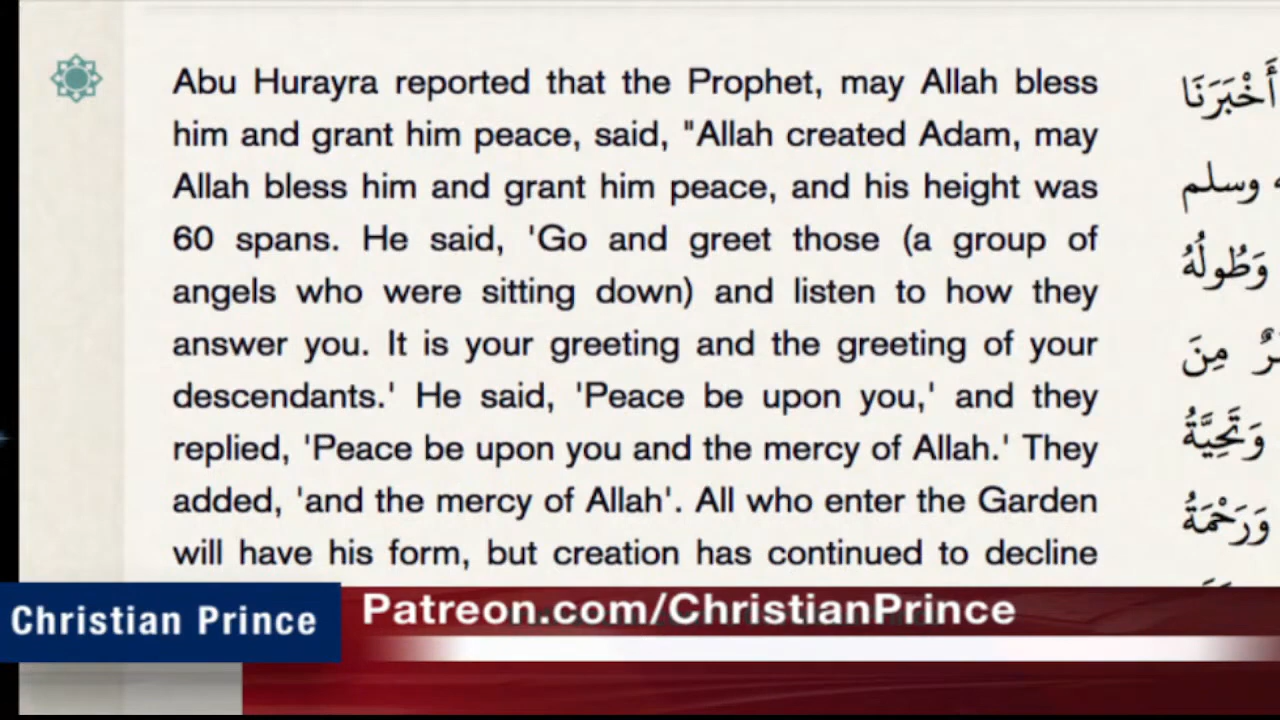 Abu Hurayra reported that the Prophet, may Allah bless
him and grant him peace, said, "Allah created Adam, may
Allah bless him and grant him peace, and his height was
60 spans. He said, 'Go and greet those (a group of
angels who were sitting down) and listen to how they
answer you. It is your greeting and the greeting of your
descendants.' He said, 'Peace be upon you,' and they
replied, 'Peace be upon you and the mercy of Allah.' They
added, 'and the mercy of Allah'. All who enter the Garden
will have his form, but creation has continued to decline
أَخْبَرَنَا
وسلم
وَطُولُهُ
مِنَ
وَتَحِيَّةُ
وَرَحْمَةُ
Christian Prince
Patreon.com/ChristianPrince